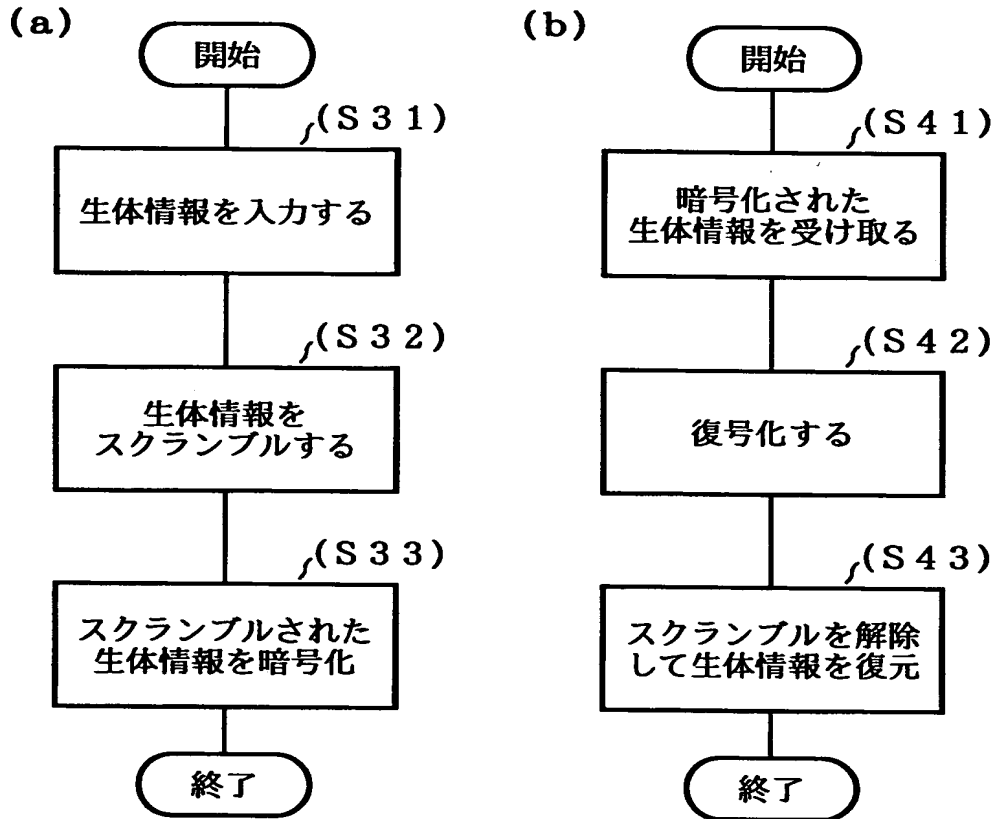 (a)
開始
(S31)
生体情報を入力する
(S32)
生体情報を
スクランブルする
(S33)
スクランブルされた
生体情報を暗号化
終了
(b)
開始
(S41)
暗号化された
生体情報を受け取る
(S42)
復号化する
(S43)
スクランブルを解除
して生体情報を復元
終了